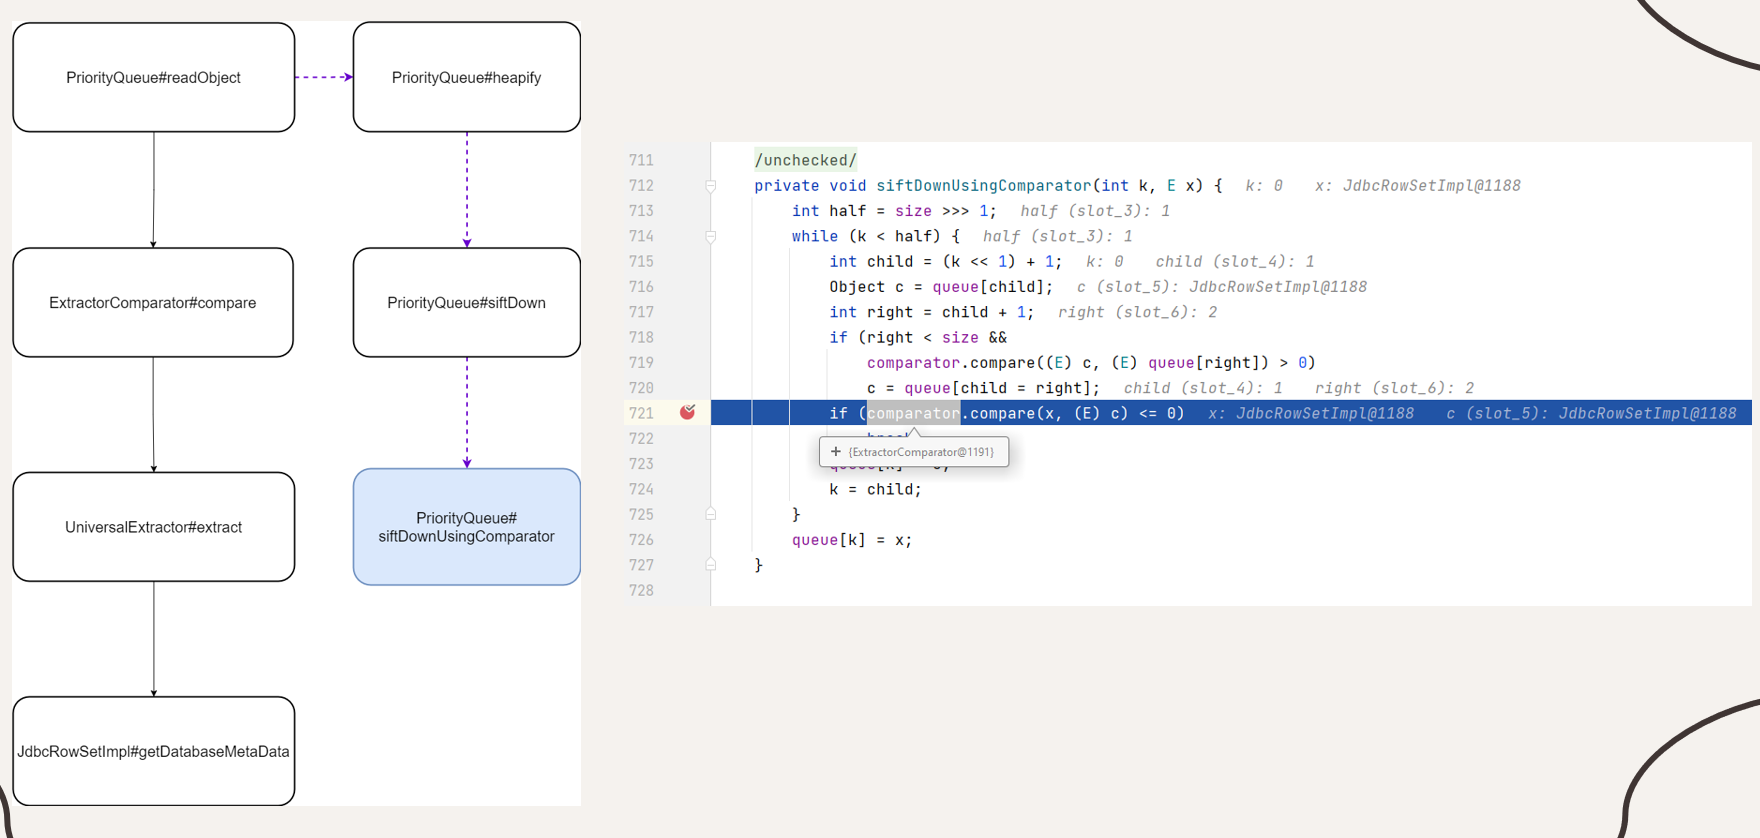 PriorityQueue#readObject
PriorityQueue#heapify
ExtractorComparator#compare
PriorityQueue#siftDown
UniversalExtractor#extract
PriorityQueue#
siftDownUsingComparator
JdbcRowSetImpl#getDatabaseMetaData
711 /unchecked/
712 private void siftDownUsingComparator(int k, E x) { k: 0 x: JdbcRowSetImpl@1188
713 int half = size >>> 1; half (slot_3): 1
714 while (k < half) { half (slot_3): 1
715 int child = (k << 1) + 1; k: 0 child (slot_4): 1
716 Object c = queue[child]; c (slot_5): JdbcRowSetImpl@1188
717 int right = child + 1; right (slot_6): 2
718 if (right < size &&
719 comparator.compare((E) c, (E) queue[right]) > 0)
720 c = queue[child = right]; child (slot_4): 1 right (slot_6): 2
721 if (comparator.compare(x, (E) c) <= 0) x: JdbcRowSetImpl@1188 c (slot_5): JdbcRowSetImpl@1188
722
+ {ExtractorComparator@1191}
723
724 k = child;
725 }
726 queue[k] = x;
727 }
728